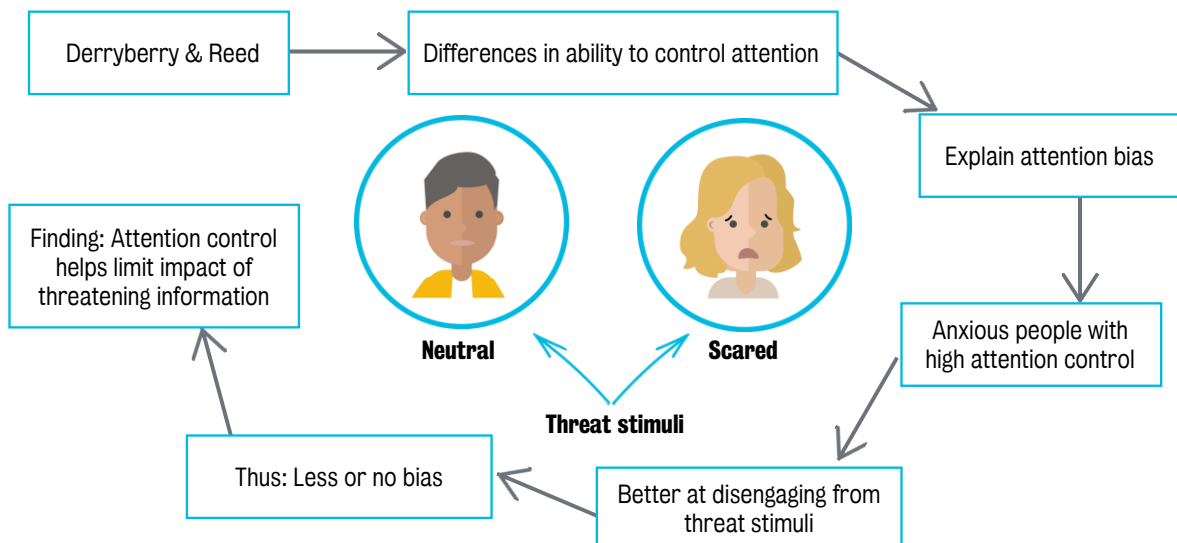 Derryberry & Reed
Differences in ability to control attention
Explain attention bias
Anxious people with
high attention control
Better at disengaging from
threat stimuli
Thus: Less or no bias
Finding: Attention control
helps limit impact of
threatening information
Neutral
Scared
Threat stimuli